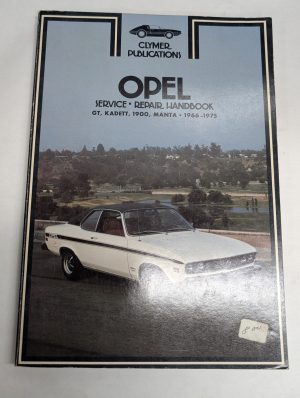 CLYMER
PUBLICATIONS
OPEL
SERVICE • REPAIR HANDBOOK
GT, KADETT, 1900, MANTA • 1966-1975